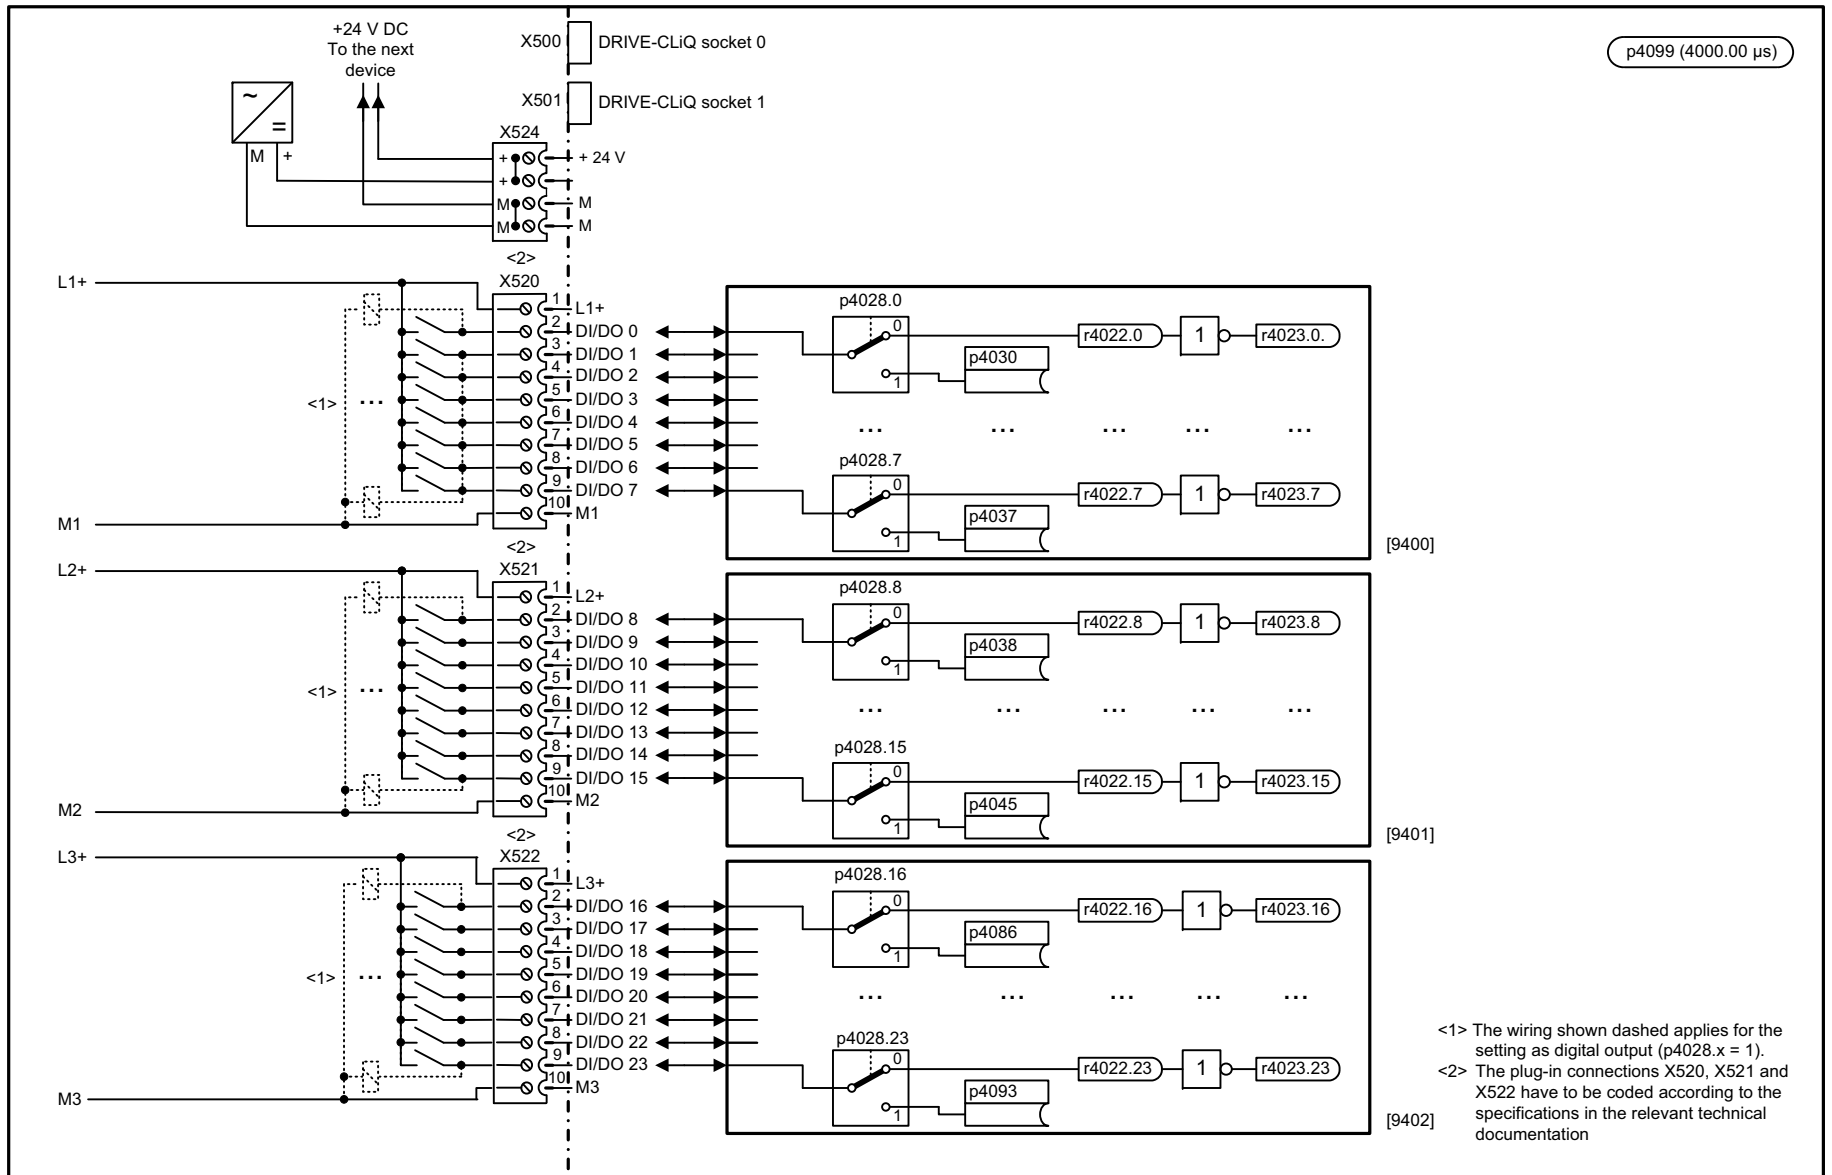 +24 V DC
To the next
device
X500
DRIVE-CLiQ socket 0
p4099 (4000.00 µs)
X501
DRIVE-CLiQ socket 1
~
=
M
+
X524
+
+ 24 V
+
M
M
M
M
<2>
X520
L1+
1
L1+
2
DI/DO 0
3
DI/DO 1
4
DI/DO 2
5
DI/DO 3
6
DI/DO 4
7
DI/DO 5
8
DI/DO 6
9
DI/DO 7
10
M1
<1>
...
M1
p4028.0
0
1
p4030
r4022.0
1
r4023.0.
... ... ... ... ...
p4028.7
0
1
p4037
r4022.7
1
r4023.7
[9400]
<2>
X521
L2+
1
L2+
2
DI/DO 8
3
DI/DO 9
4
DI/DO 10
5
DI/DO 11
6
DI/DO 12
7
DI/DO 13
8
DI/DO 14
9
DI/DO 15
10
M2
<1>
...
M2
p4028.8
0
1
p4038
r4022.8
1
r4023.8
... ... ... ... ...
p4028.15
0
1
p4045
r4022.15
1
r4023.15
[9401]
<2>
X522
L3+
1
L3+
2
DI/DO 16
3
DI/DO 17
4
DI/DO 18
5
DI/DO 19
6
DI/DO 20
7
DI/DO 21
8
DI/DO 22
9
DI/DO 23
10
M3
<1>
...
M3
p4028.16
0
1
p4086
r4022.16
1
r4023.16
... ... ... ... ...
p4028.23
0
1
p4093
r4022.23
1
r4023.23
[9402]
<1> The wiring shown dashed applies for the
setting as digital output (p4028.x = 1).
<2> The plug-in connections X520, X521 and
X522 have to be coded according to the
specifications in the relevant technical
documentation